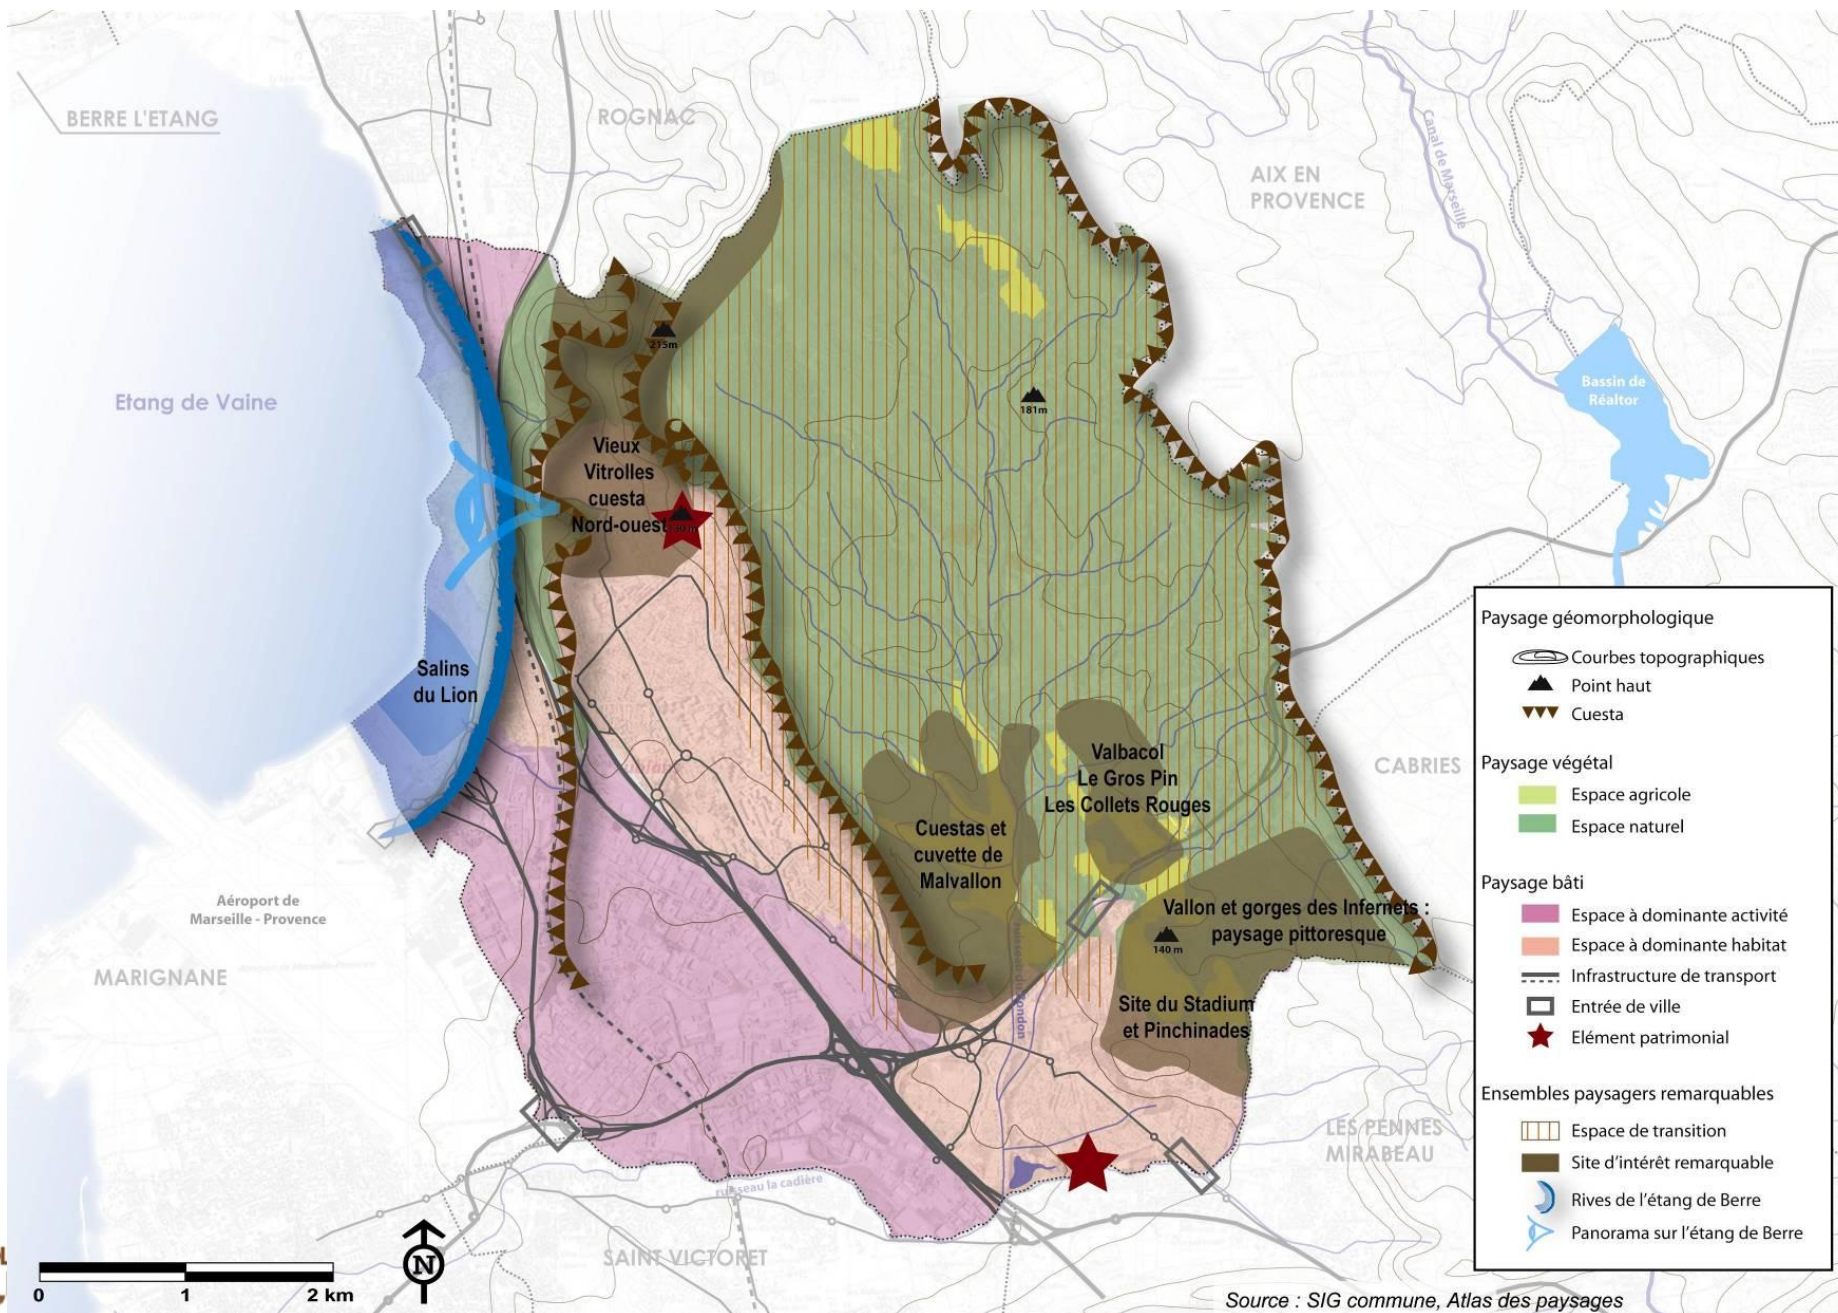 BERRE L'ETANG
ROGNAC
AIX EN
PROVENCE
Canal de Marseille
Etang de Vaine
215m
181m
Bassin de
Réaltor
Vieux
Vitrolles
cuesta
Nord-ouest
Salins
du Lion
Valbacol
Le Gros Pin
Les Collets Rouges
CABRIES
Cuestas et
cuvette de
Malvallon
Aéroport de
Marseille - Provence
Vallon et gorges des Infernets :
paysage pittoresque
140 m
MARIGNANE
Site du Stadium
et Pinchinades
LES PENNES
MIRABEAU
ruisseau la cadière
SAINT VICTORET
Paysage géomorphologique
Courbes topographiques
Point haut
Cuesta
Paysage végétal
Espace agricole
Espace naturel
Paysage bâti
Espace à dominante activité
Espace à dominante habitat
Infrastructure de transport
Entrée de ville
Elément patrimonial
Ensembles paysagers remarquables
Espace de transition
Site d'intérêt remarquable
Rives de l'étang de Berre
Panorama sur l'étang de Berre
N
0 1 2 km
Source : SIG commune, Atlas des paysages